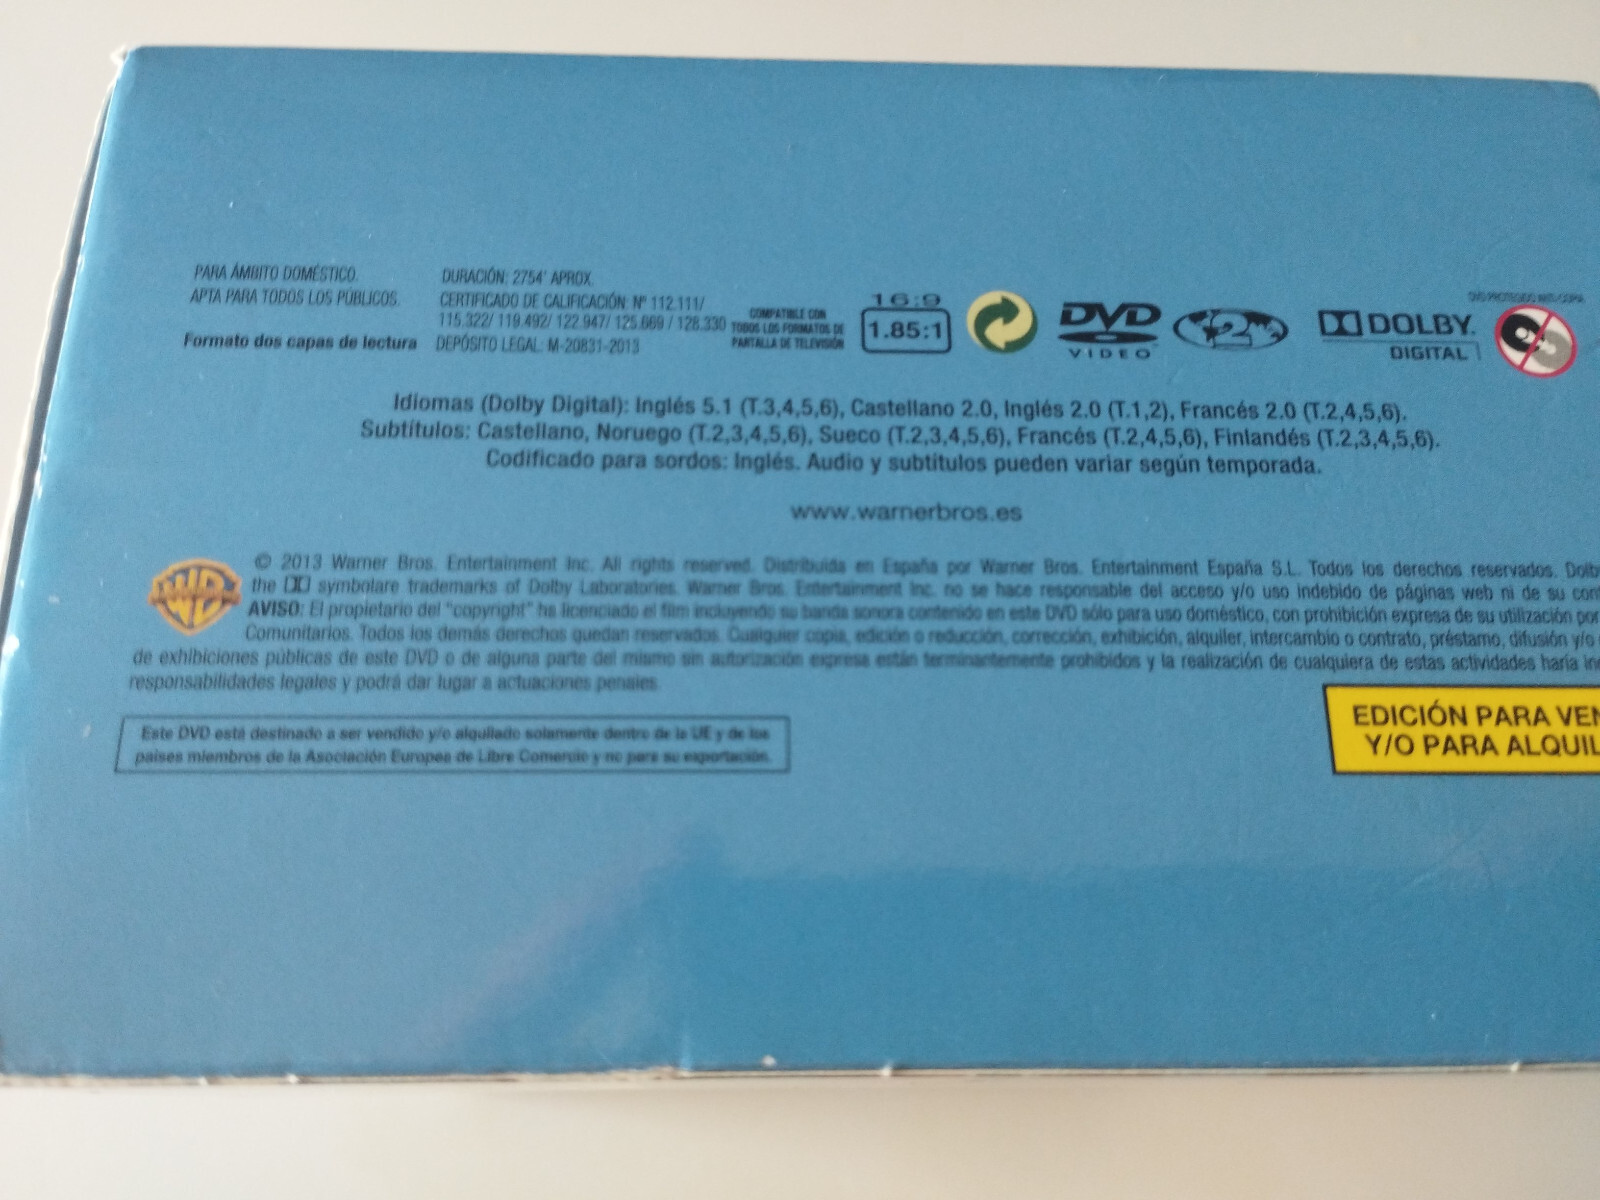 PARA ÁMBITO DOMÉSTICO.
APTA PARA TODOS LOS PÚBLICOS.
Formato dos capas de lectura
DURACIÓN: 2754' APROX.
CERTIFICADO DE CALIFICACIÓN: Nº 112.111/
115.322/ 119.492/ 122.947/ 125.669 / 128.330
DEPÓSITO LEGAL: M-20831-2013
COMPATIBLE CON
TODOS LOS FORMATOS DE
PANTALLA DE TELEVISIÓN
16:9
1.85:1
DVD
VIDEO
2
DOLBY
DIGITAL
DVD PROTEGIDO ANTI-COPIA
Idiomas (Dolby Digital): Inglés 5.1 (T.3,4,5,6), Castellano 2.0, Inglés 2.0 (T.1,2), Francés 2.0 (T.2,4,5,6).
Subtítulos: Castellano, Noruego (T.2,3,4,5,6), Sueco (T.2,3,4,5,6), Francés (T.2,4,5,6), Finlandés (T.2,3,4,5,6).
Codificado para sordos: Inglés. Audio y subtítulos pueden variar según temporada.
www.warnerbros.es
WB
© 2013 Warner Bros. Entertainment Inc. All rights reserved. Distribuida en España por Warner Bros. Entertainment España S.L. Todos los derechos reservados.
the symbolare trademarks of Dolby Laboratories. Warner Bros. Entertainment Inc. no se hace responsable del acceso y/o uso indebido de páginas web ni de su
AVISO: El propietario del "copyright" ha licenciado el film incluyendo su banda sonora contenido en este DVD sólo para uso doméstico, con prohibición expresa de su utilización por
Comunitarios. Todos los demás derechos quedan reservados. Cualquier copia, edición o reducción, corrección, exhibición, alquiler, intercambio o contrato, préstamo, difusión y/o
de exhibiciones públicas de este DVD o de alguna parte del mismo sin autorización expresa están terminantemente prohibidos y la realización de cualquiera de estas actividades haría
responsabilidades legales y podrá dar lugar a actuaciones penales.
Este DVD está destinado a ser vendido y/o alquilado solamente dentro de la UE y de los
países miembros de la Asociación Europea de Libre Comercio y no para su exportación.
EDICIÓN PARA VEN
Y/O PARA ALQUIL